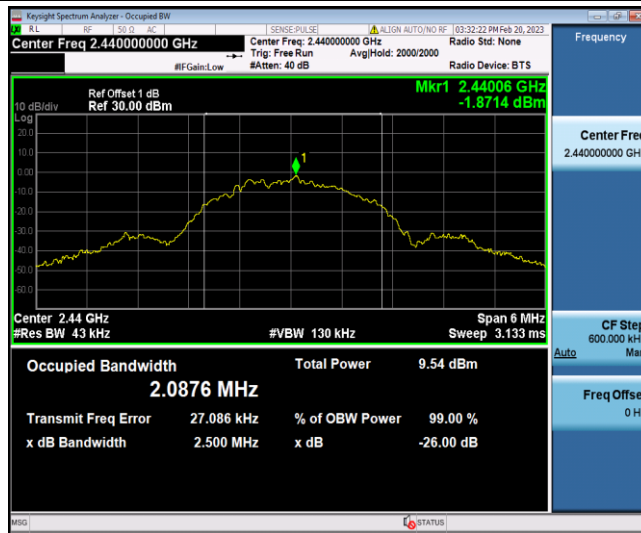 Keysight Spectrum Analyzer - Occupied BW
RL RF 50 Ω AC SENSE:PULSE ALIGN AUTO/NO RF 03:32:22 PM Feb 20, 2023
Center Freq 2.440000000 GHz
Center Freq: 2.440000000 GHz Radio Std: None
Trig: Free Run Avg|Hold: 2000/2000
#IFGain:Low #Atten: 40 dB Radio Device: BTS
Frequency
Ref Offset 1 dB
Ref 30.00 dBm
10 dB/div
Log
Mkr1 2.44006 GHz
-1.8714 dBm
20.0
10.0
0.00
-10.0
-20.0
-30.0
-40.0
-50.0
-60.0
1
Center 2.44 GHz Span 6 MHz
#Res BW 43 kHz #VBW 130 kHz Sweep 3.133 ms
Occupied Bandwidth
2.0876 MHz
Total Power 9.54 dBm
Transmit Freq Error 27.086 kHz % of OBW Power 99.00 %
x dB Bandwidth 2.500 MHz x dB -26.00 dB
Center Fre
2.440000000 GH
CF Step
600.000 kH
Auto Ma
Freq Offse
0 H
MSG STATUS